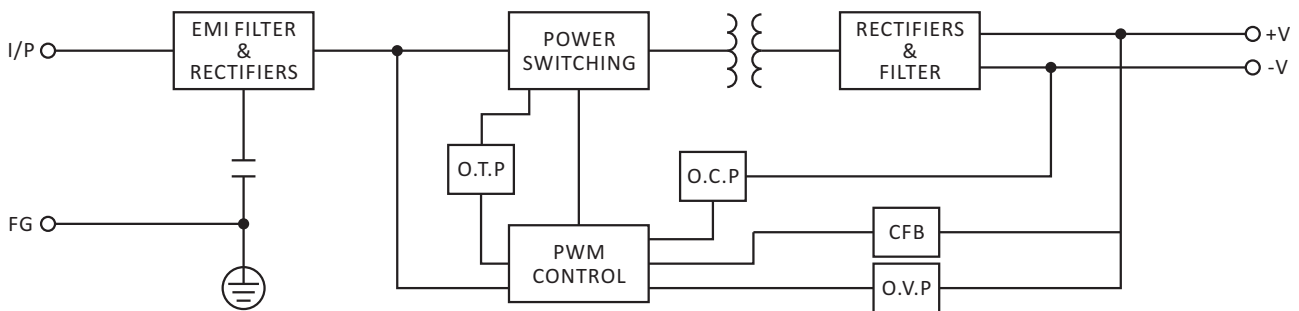 I/P
EMI FILTER
&
RECTIFIERS
POWER
SWITCHING
RECTIFIERS
&
FILTER
+V
-V
O.T.P
O.C.P
FG
PWM
CONTROL
CFB
O.V.P